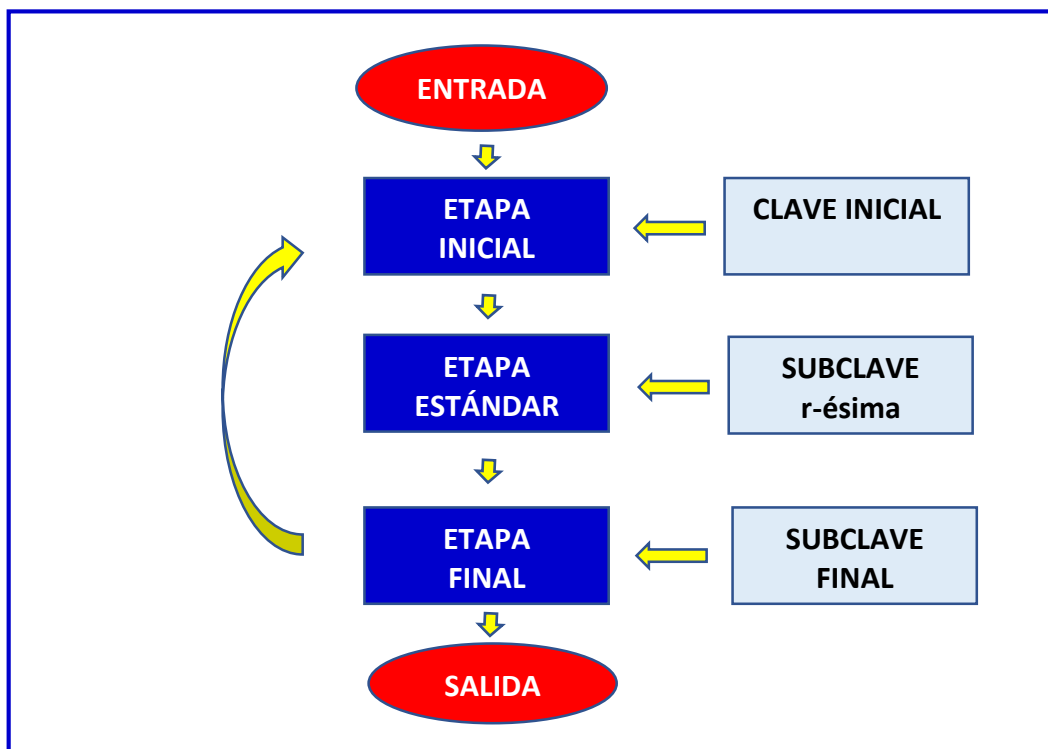 ENTRADA
ETAPA
INICIAL
CLAVE INICIAL
ETAPA
ESTÁNDAR
SUBCLAVE
r-ésima
ETAPA
FINAL
SUBCLAVE
FINAL
SALIDA